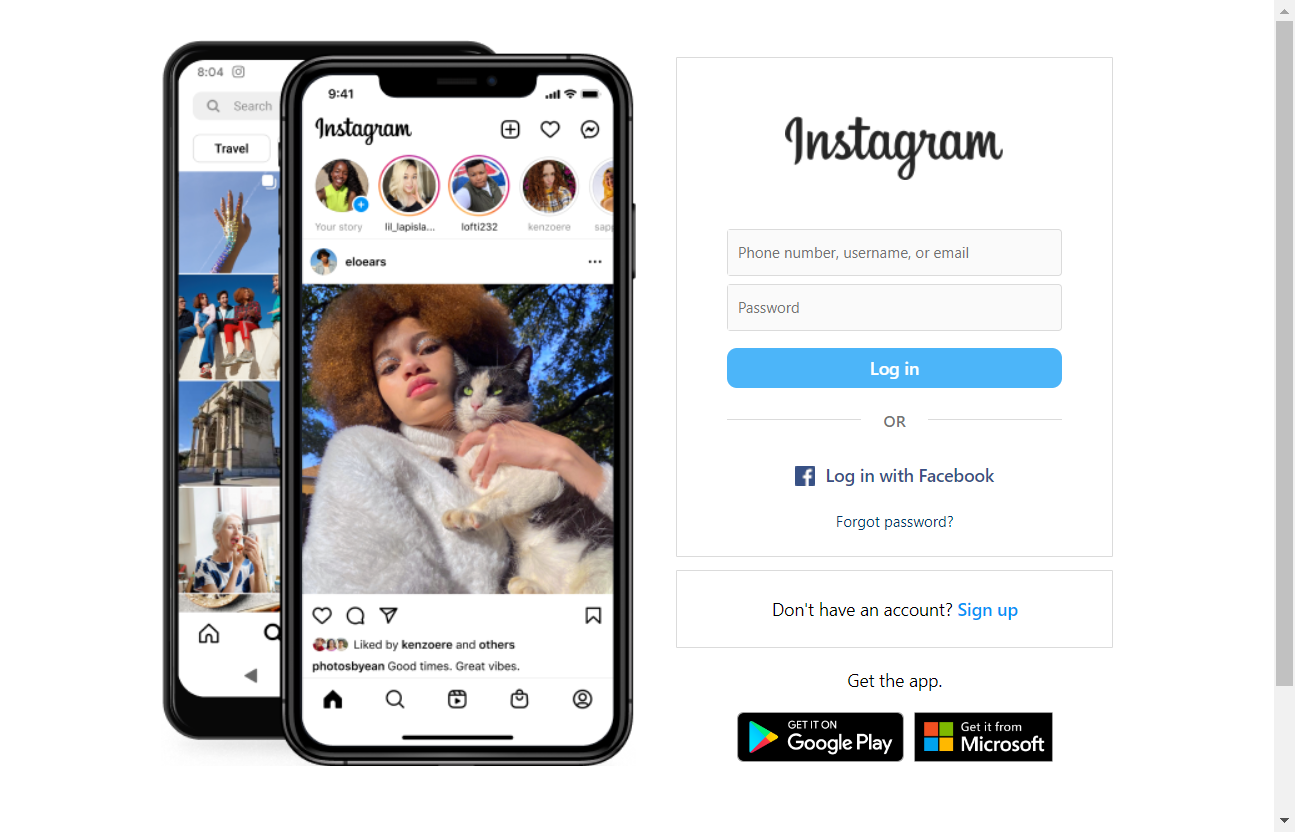 8:04
Search
Travel
9:41
Instagram
Your story
lil_lapisla...
lofti232
kenzoere
sap
eloears
Liked by kenzoere and others
photosbyean Good times. Great vibes.
Instagram
Phone number, username, or email
Password
Log in
OR
Log in with Facebook
Forgot password?
Don't have an account? Sign up
Get the app.
GET IT ON
Google Play
Get it from
Microsoft